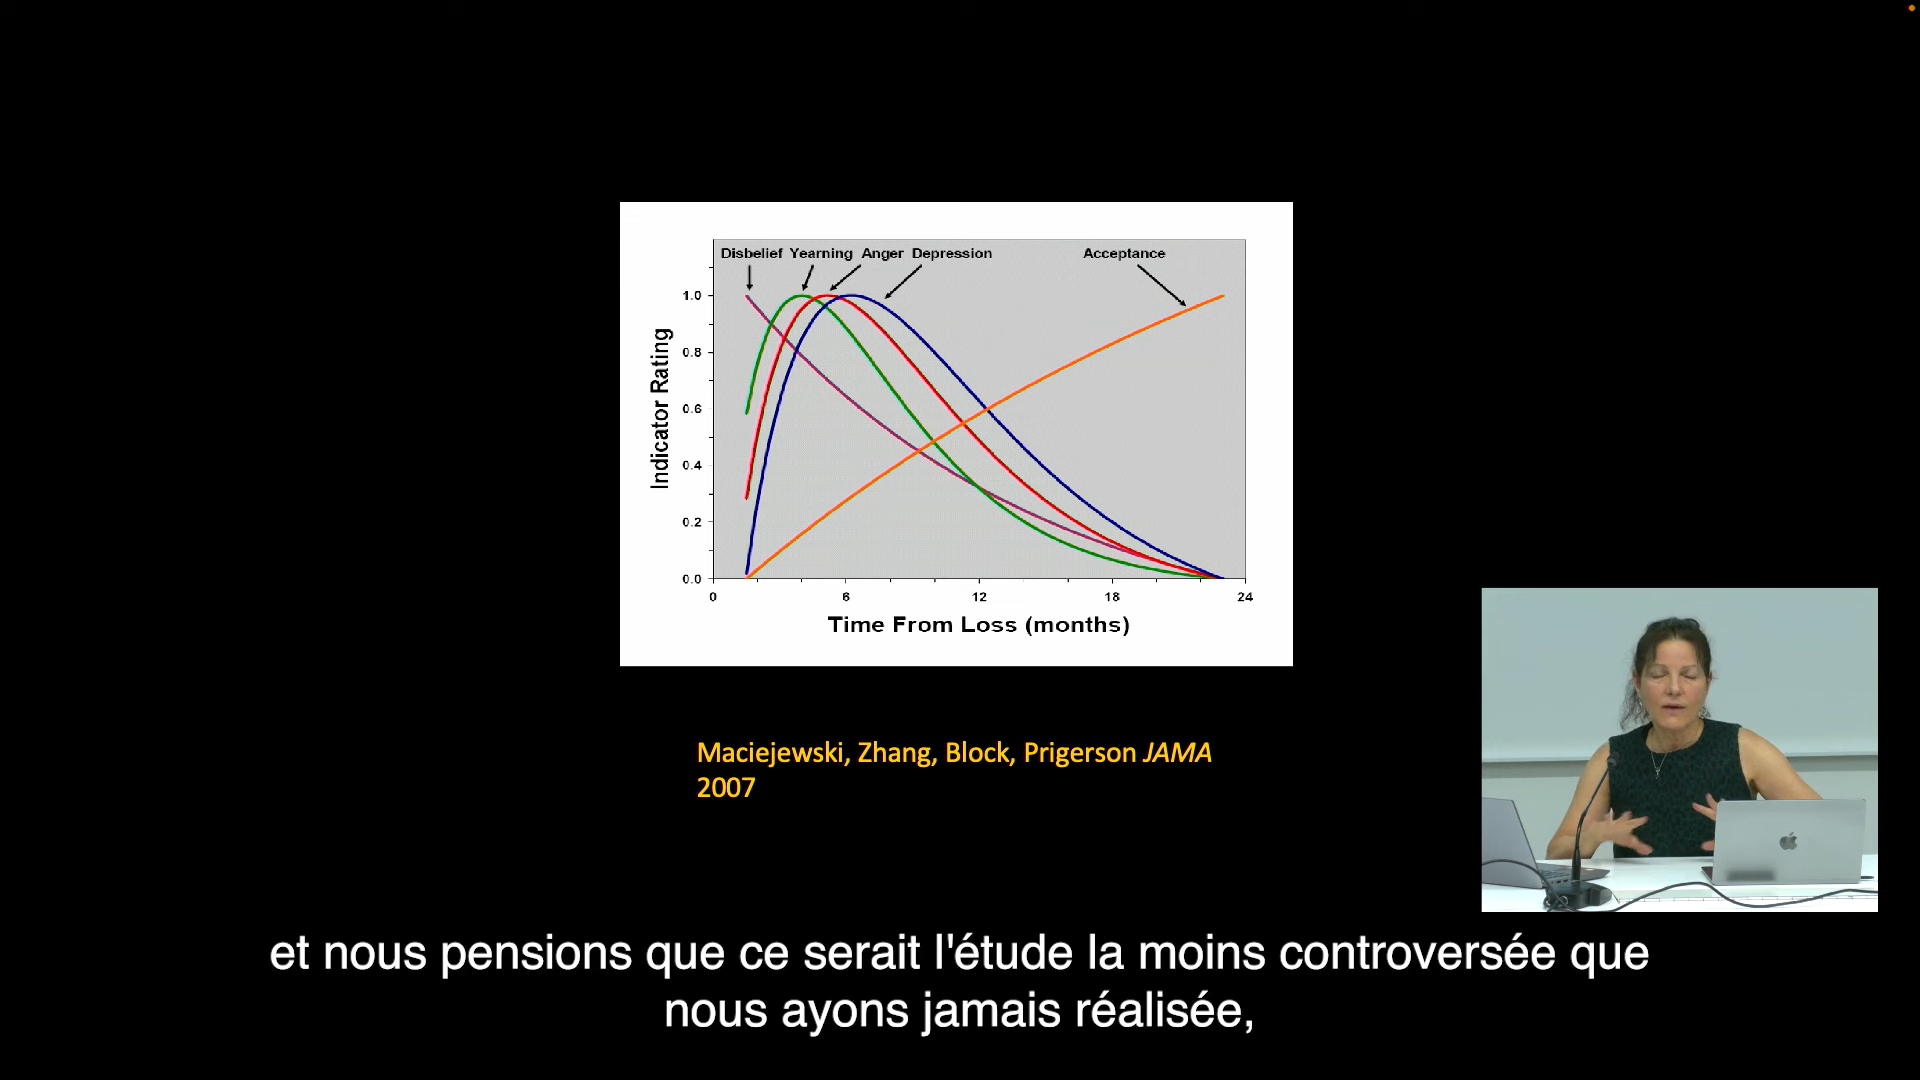 Disbelief Yearning Anger Depression Acceptance
1.0
0.8
0.6
0.4
0.2
0.0
Indicator Rating
0 6 12 18 24
Time From Loss (months)
Maciejewski, Zhang, Block, Prigerson JAMA
2007
et nous pensions que ce serait l'étude la moins controversée que
nous ayons jamais réalisée,